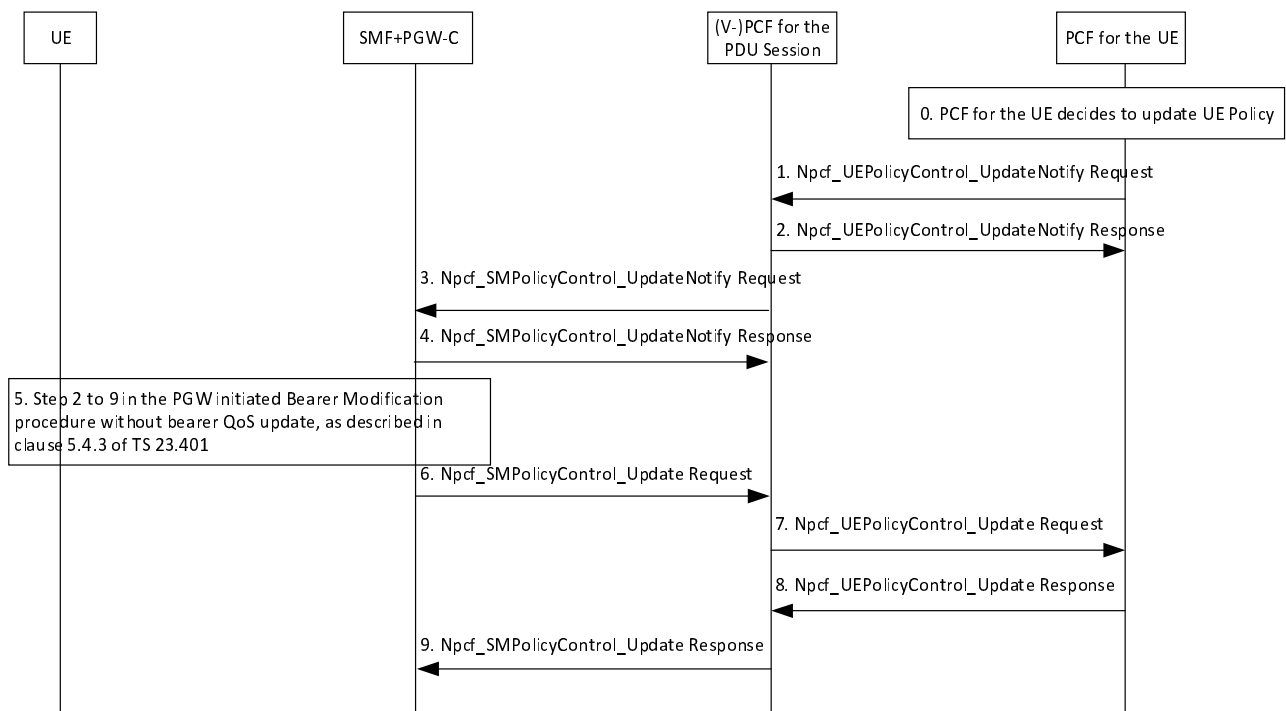 UE
SMF+PGW-C
(V-)PCF for the
PDU Session
PCF for the UE
0. PCF for the UE decides to update UE Policy
1. Npcf_UEPolicyControl_UpdateNotify Request
2. Npcf_UEPolicyControl_UpdateNotify Response
3. Npcf_SMPolicyControl_UpdateNotify Request
4. Npcf_SMPolicyControl_UpdateNotify Response
5. Step 2 to 9 in the PGW initiated Bearer Modification
procedure without bearer QoS update, as described in
clause 5.4.3 of TS 23.401
6. Npcf_SMPolicyControl_Update Request
7. Npcf_UEPolicyControl_Update Request
8. Npcf_UEPolicyControl_Update Response
9. Npcf_SMPolicyControl_Update Response